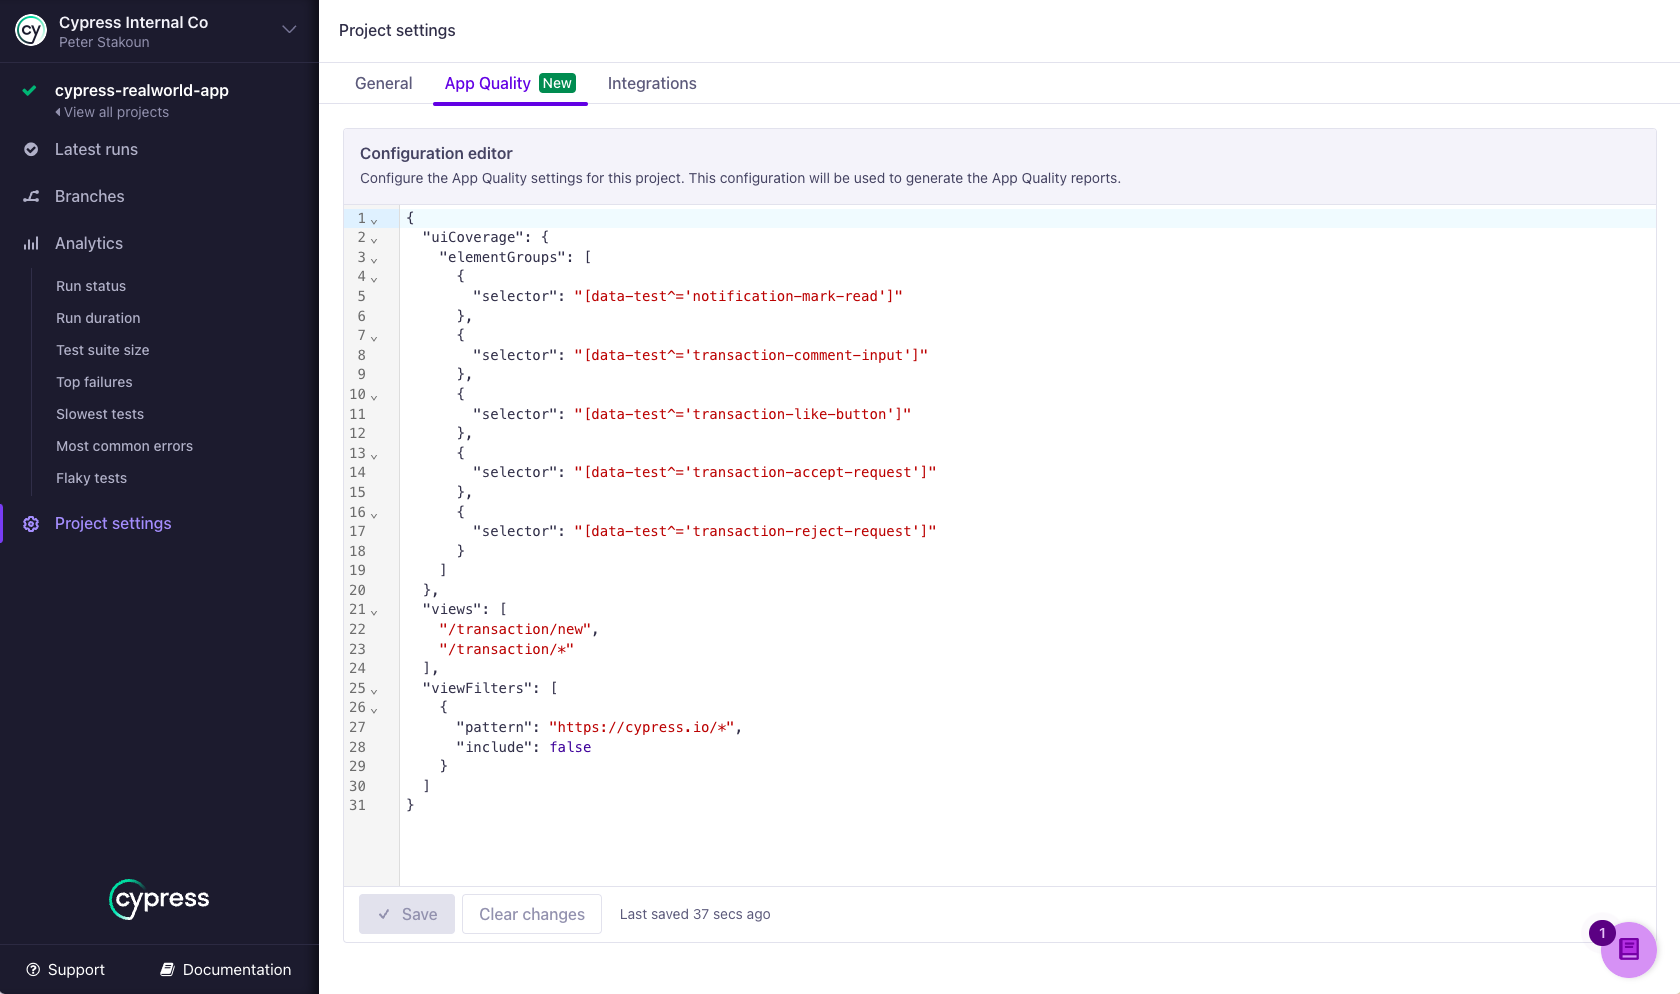 cy
Cypress Internal Co
Peter Stakoun
cypress-realworld-app
View all projects
Latest runs
Branches
Analytics
Run status
Run duration
Test suite size
Top failures
Slowest tests
Most common errors
Flaky tests
Project settings
cypress
Support
Documentation
Project settings
General
App Quality New
Integrations
Configuration editor
Configure the App Quality settings for this project. This configuration will be used to generate the App Quality reports.
1 {
2 "uiCoverage": {
3 "elementGroups": [
4 {
5 "selector": "[data-test^='notification-mark-read']"
6 },
7 {
8 "selector": "[data-test^='transaction-comment-input']"
9 },
10 {
11 "selector": "[data-test^='transaction-like-button']"
12 },
13 {
14 "selector": "[data-test^='transaction-accept-request']"
15 },
16 {
17 "selector": "[data-test^='transaction-reject-request']"
18 }
19 ]
20 },
21 "views": [
22 "/transaction/new",
23 "/transaction/*"
24 ],
25 "viewFilters": [
26 {
27 "pattern": "https://cypress.io/*",
28 "include": false
29 }
30 ]
31 }
Save
Clear changes
Last saved 37 secs ago
1